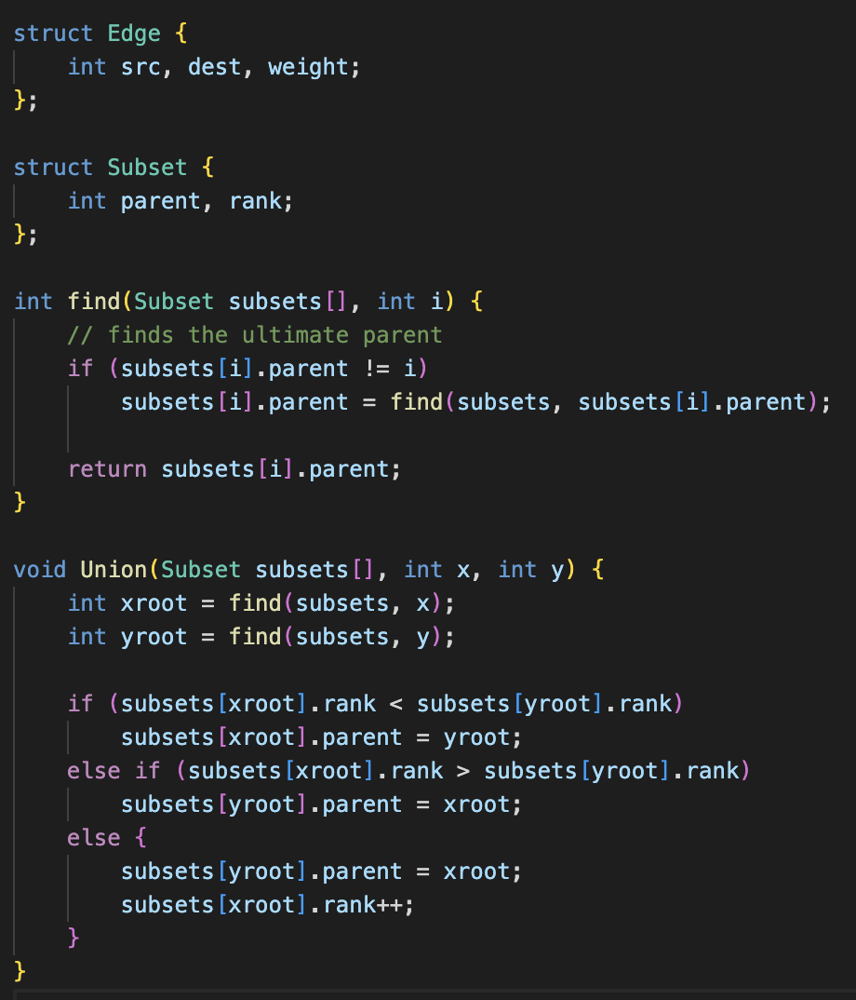 struct Edge {
    int src, dest, weight;
};

struct Subset {
    int parent, rank;
};

int find(Subset subsets[], int i) {
    // finds the ultimate parent
    if (subsets[i].parent != i)
        subsets[i].parent = find(subsets, subsets[i].parent);

    return subsets[i].parent;
}

void Union(Subset subsets[], int x, int y) {
    int xroot = find(subsets, x);
    int yroot = find(subsets, y);

    if (subsets[xroot].rank < subsets[yroot].rank)
        subsets[xroot].parent = yroot;
    else if (subsets[xroot].rank > subsets[yroot].rank)
        subsets[yroot].parent = xroot;
    else {
        subsets[yroot].parent = xroot;
        subsets[xroot].rank++;
    }
}